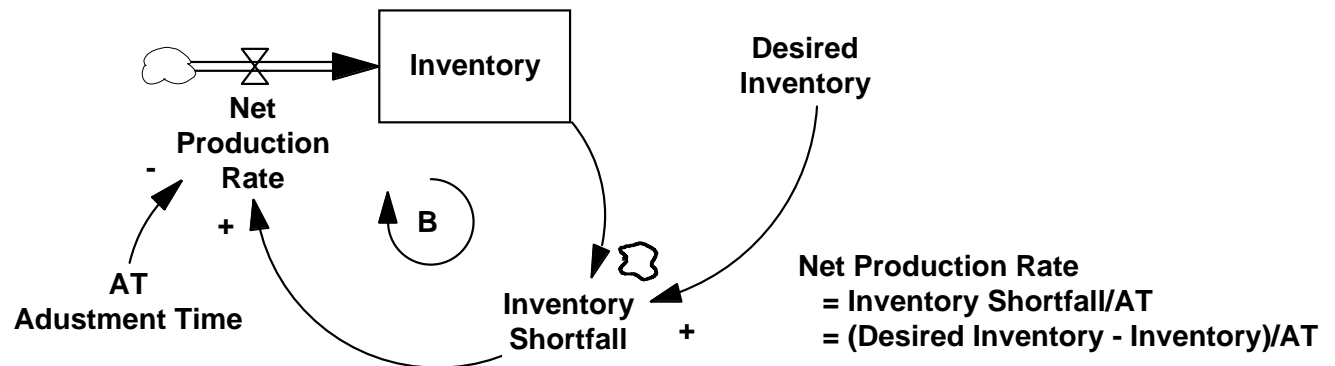 Inventory
Desired
Inventory
Net
Production
Rate
-
+
B
AT
Adustment Time
Inventory
Shortfall
+
Net Production Rate
= Inventory Shortfall/AT
= (Desired Inventory - Inventory)/AT